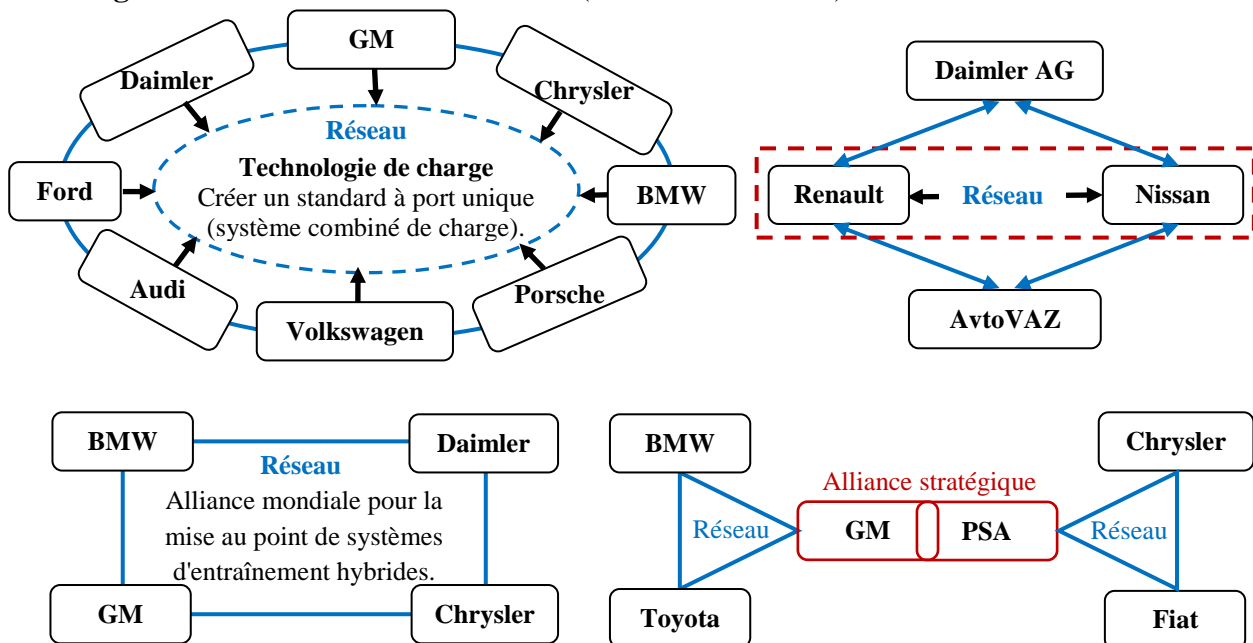 GM
Daimler
Chrysler
Réseau
Technologie de charge
Créer un standard à port unique
(système combiné de charge).
Ford
BMW
Audi
Porsche
Volkswagen
Daimler AG
Renault
Réseau
Nissan
AvtoVAZ
BMW
Daimler
Réseau
Alliance mondiale pour la
mise au point de systèmes
d'entraînement hybrides.
GM
Chrysler
BMW
Chrysler
Alliance stratégique
Réseau
GM
PSA
Réseau
Toyota
Fiat